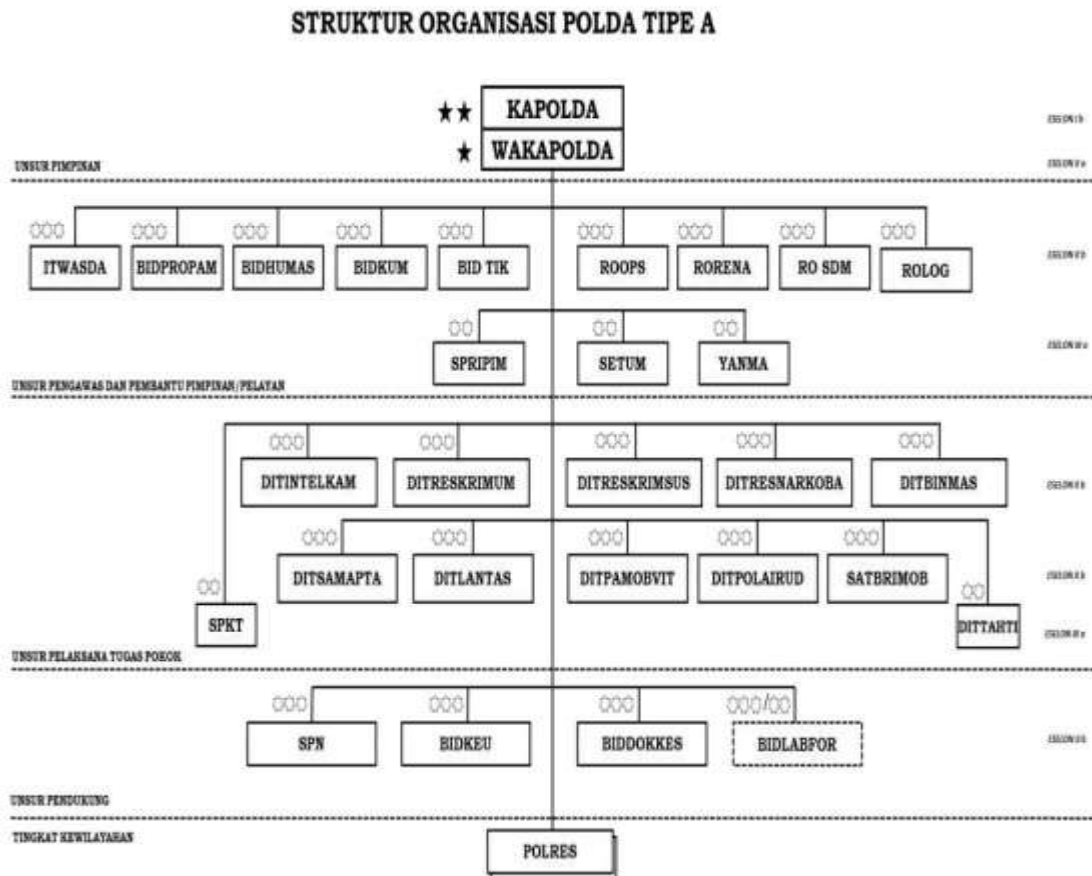 STRUKTUR ORGANISASI POLDA TIPE A
KAPOLDA
WAKAPOLDA
UNSUR PIMPINAN
ITWASDA BIDPROPAM BIDHUMAS BIDKUM BID TIK ROOPS RORENA RO SDM ROLOG
SPRIPIM SETUM YANMA
UNSUR PENGAWAS DAN PEMBANTU PIMPINAN/PELAYAN
DITINTELKAM DITRESKRIMUM DITRESKRIMSUS DITRESNARKOBA DITBINMAS
DITSAMAPTA DITLANTAS DITPAMOBVIT DITPOLAIRUD SATBRIMOB
SPKT DITTAHTI
UNSUR PELAKSANA TUGAS POKOK
SPN BIDKEU BIDDOKKES BIDLABFOR
UNSUR PENDUKUNG
TINGKAT KEWILAYAHAN
POLRES